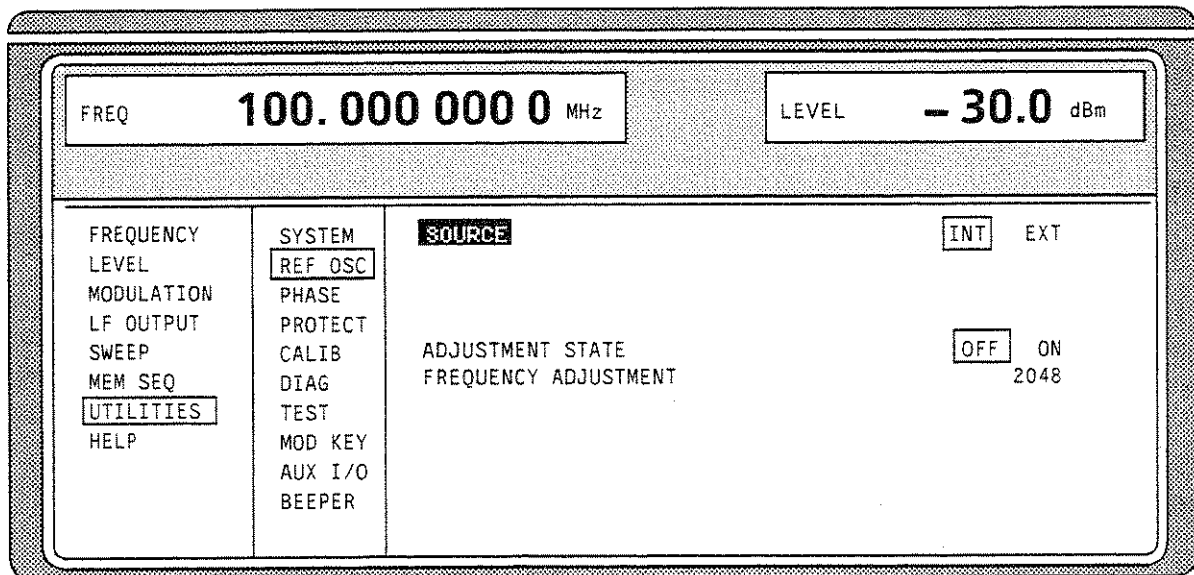 FREQ 100. 000 000 0 MHz
LEVEL – 30.0 dBm
FREQUENCY
LEVEL
MODULATION
LF OUTPUT
SWEEP
MEM SEQ
UTILITIES
HELP
SYSTEM
REF OSC
PHASE
PROTECT
CALIB
DIAG
TEST
MOD KEY
AUX I/O
BEEPER
SOURCE INT EXT
ADJUSTMENT STATE OFF ON
FREQUENCY ADJUSTMENT 2048